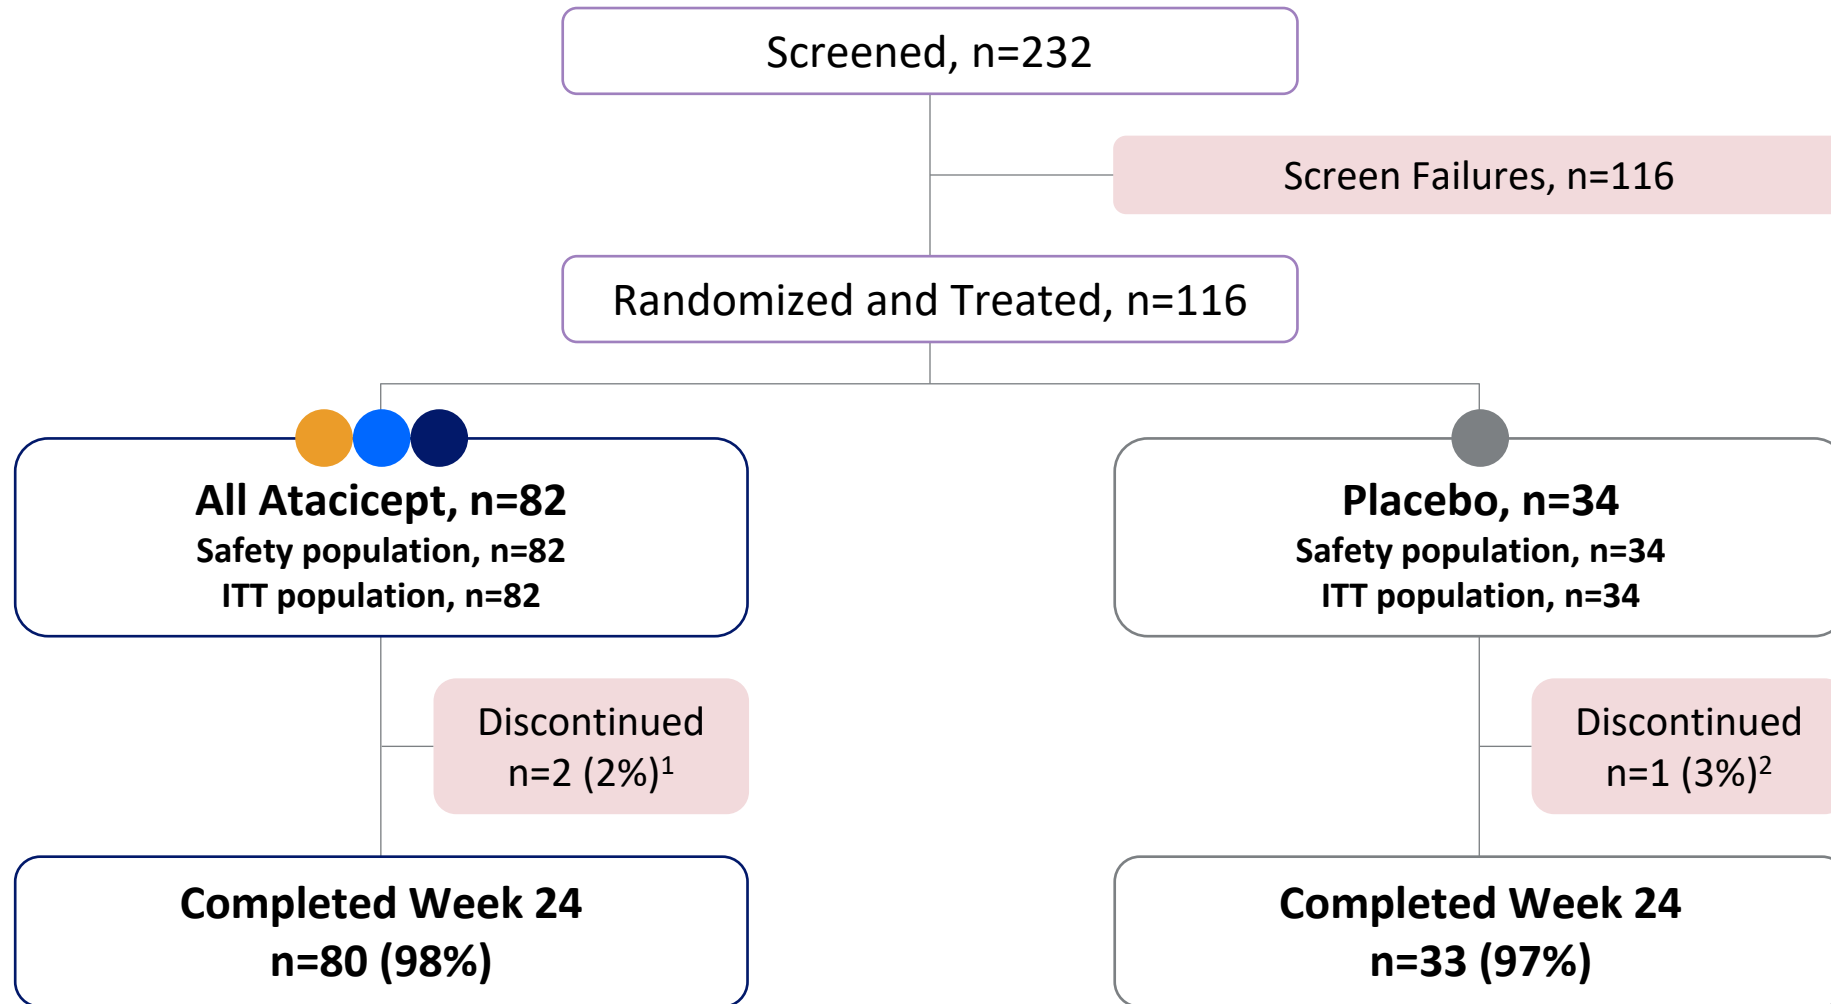 Screened, n=232
Screen Failures, n=116
Randomized and Treated, n=116
All Atacicept, n=82
Safety population, n=82
ITT population, n=82
Placebo, n=34
Safety population, n=34
ITT population, n=34
Discontinued
n=2 (2%)¹
Discontinued
n=1 (3%)²
Completed Week 24
n=80 (98%)
Completed Week 24
n=33 (97%)